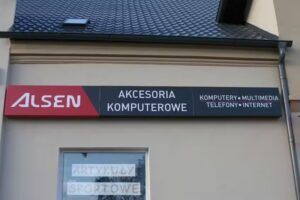 ALSEN
AKCESORIA
KOMPUTEROWE
KOMPUTERY • MULTIMEDIA
TELEFONY • INTERNET
ARTYKUŁY
SPORTOWE